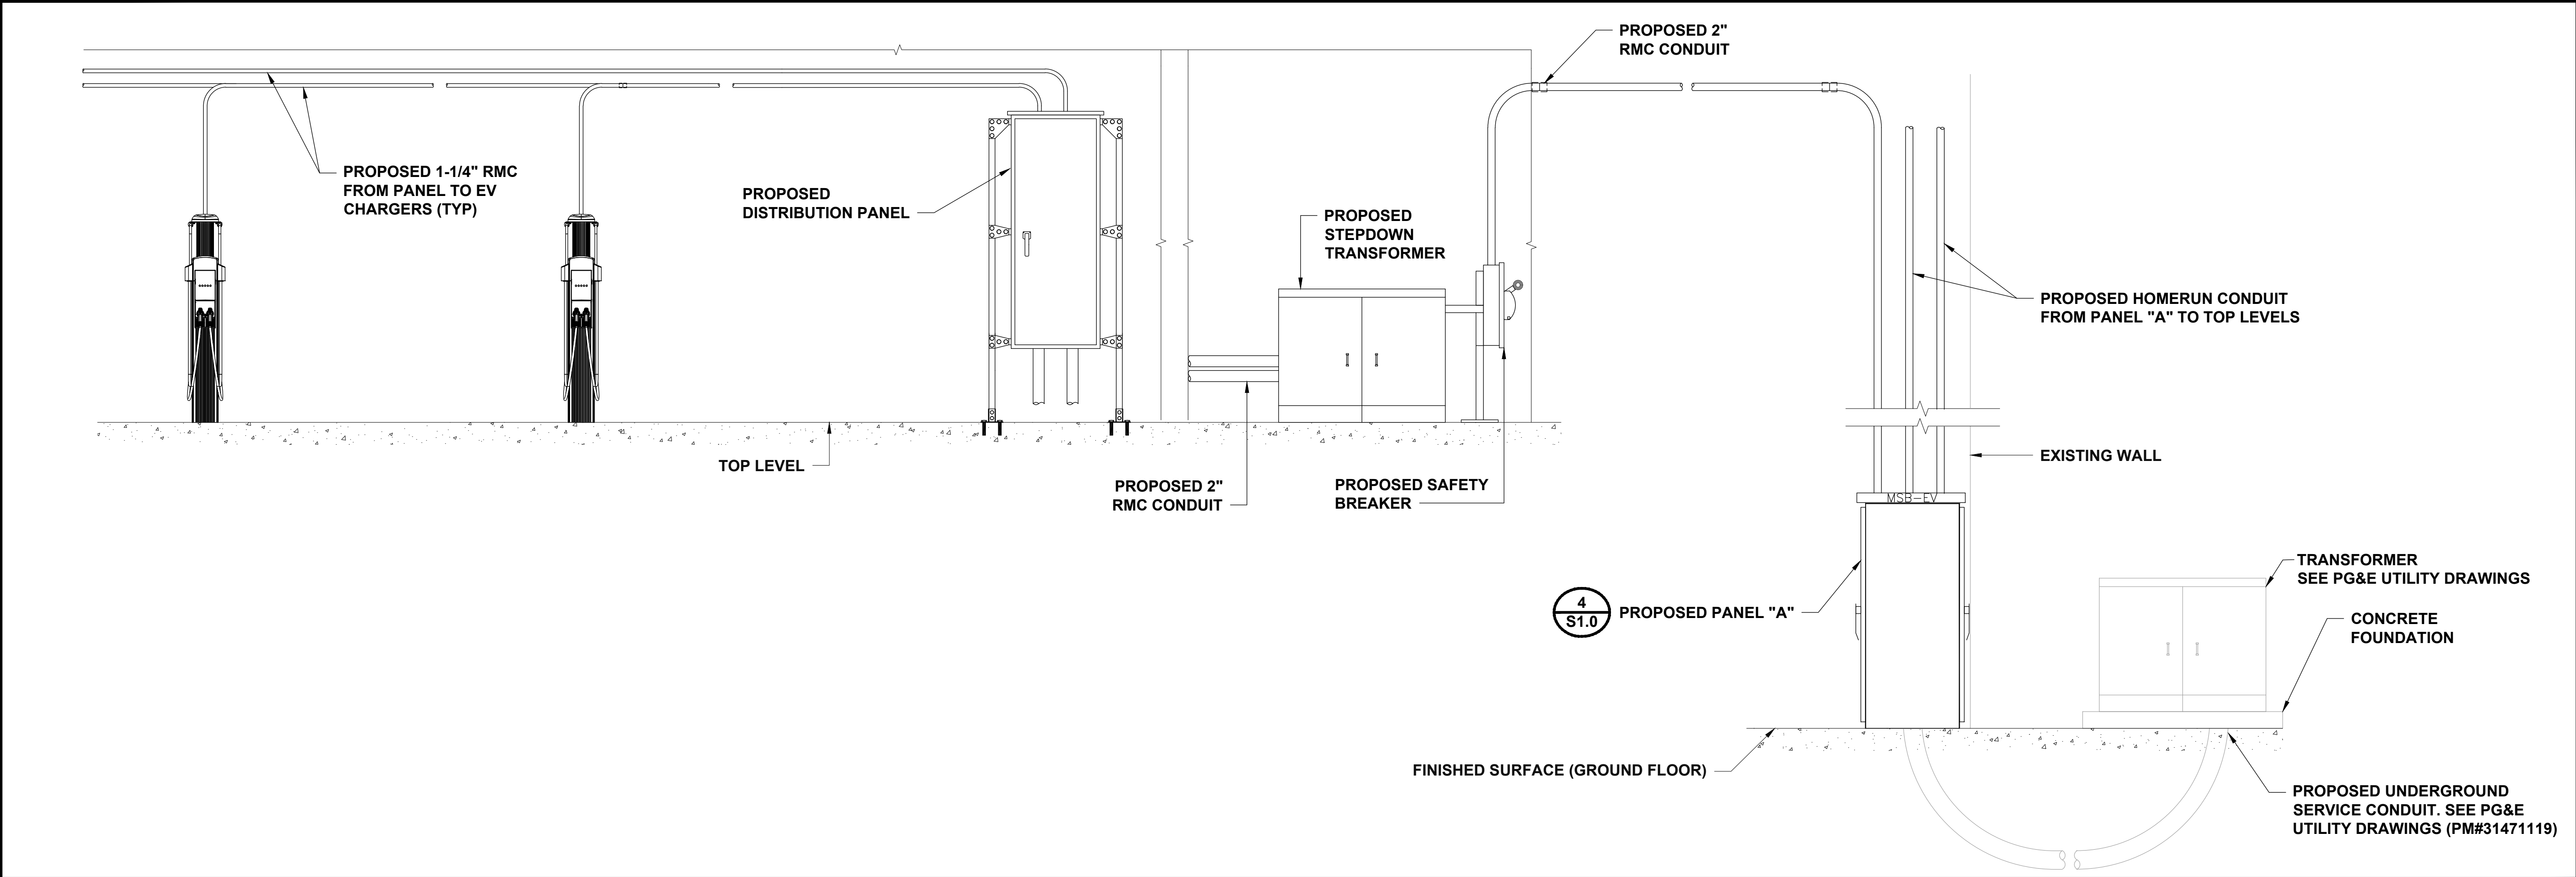 PROPOSED 2"
RMC CONDUIT
PROPOSED 1-1/4" RMC
FROM PANEL TO EV
CHARGERS (TYP)
PROPOSED
DISTRIBUTION PANEL
PROPOSED
STEPDOWN
TRANSFORMER
PROPOSED HOMERUN CONDUIT
FROM PANEL "A" TO TOP LEVELS
TOP LEVEL
EXISTING WALL
PROPOSED 2"
RMC CONDUIT
PROPOSED SAFETY
BREAKER
MSB-EV
TRANSFORMER
SEE PG&E UTILITY DRAWINGS
4
S1.0
PROPOSED PANEL "A"
CONCRETE
FOUNDATION
FINISHED SURFACE (GROUND FLOOR)
PROPOSED UNDERGROUND
SERVICE CONDUIT. SEE PG&E
UTILITY DRAWINGS (PM#31471119)